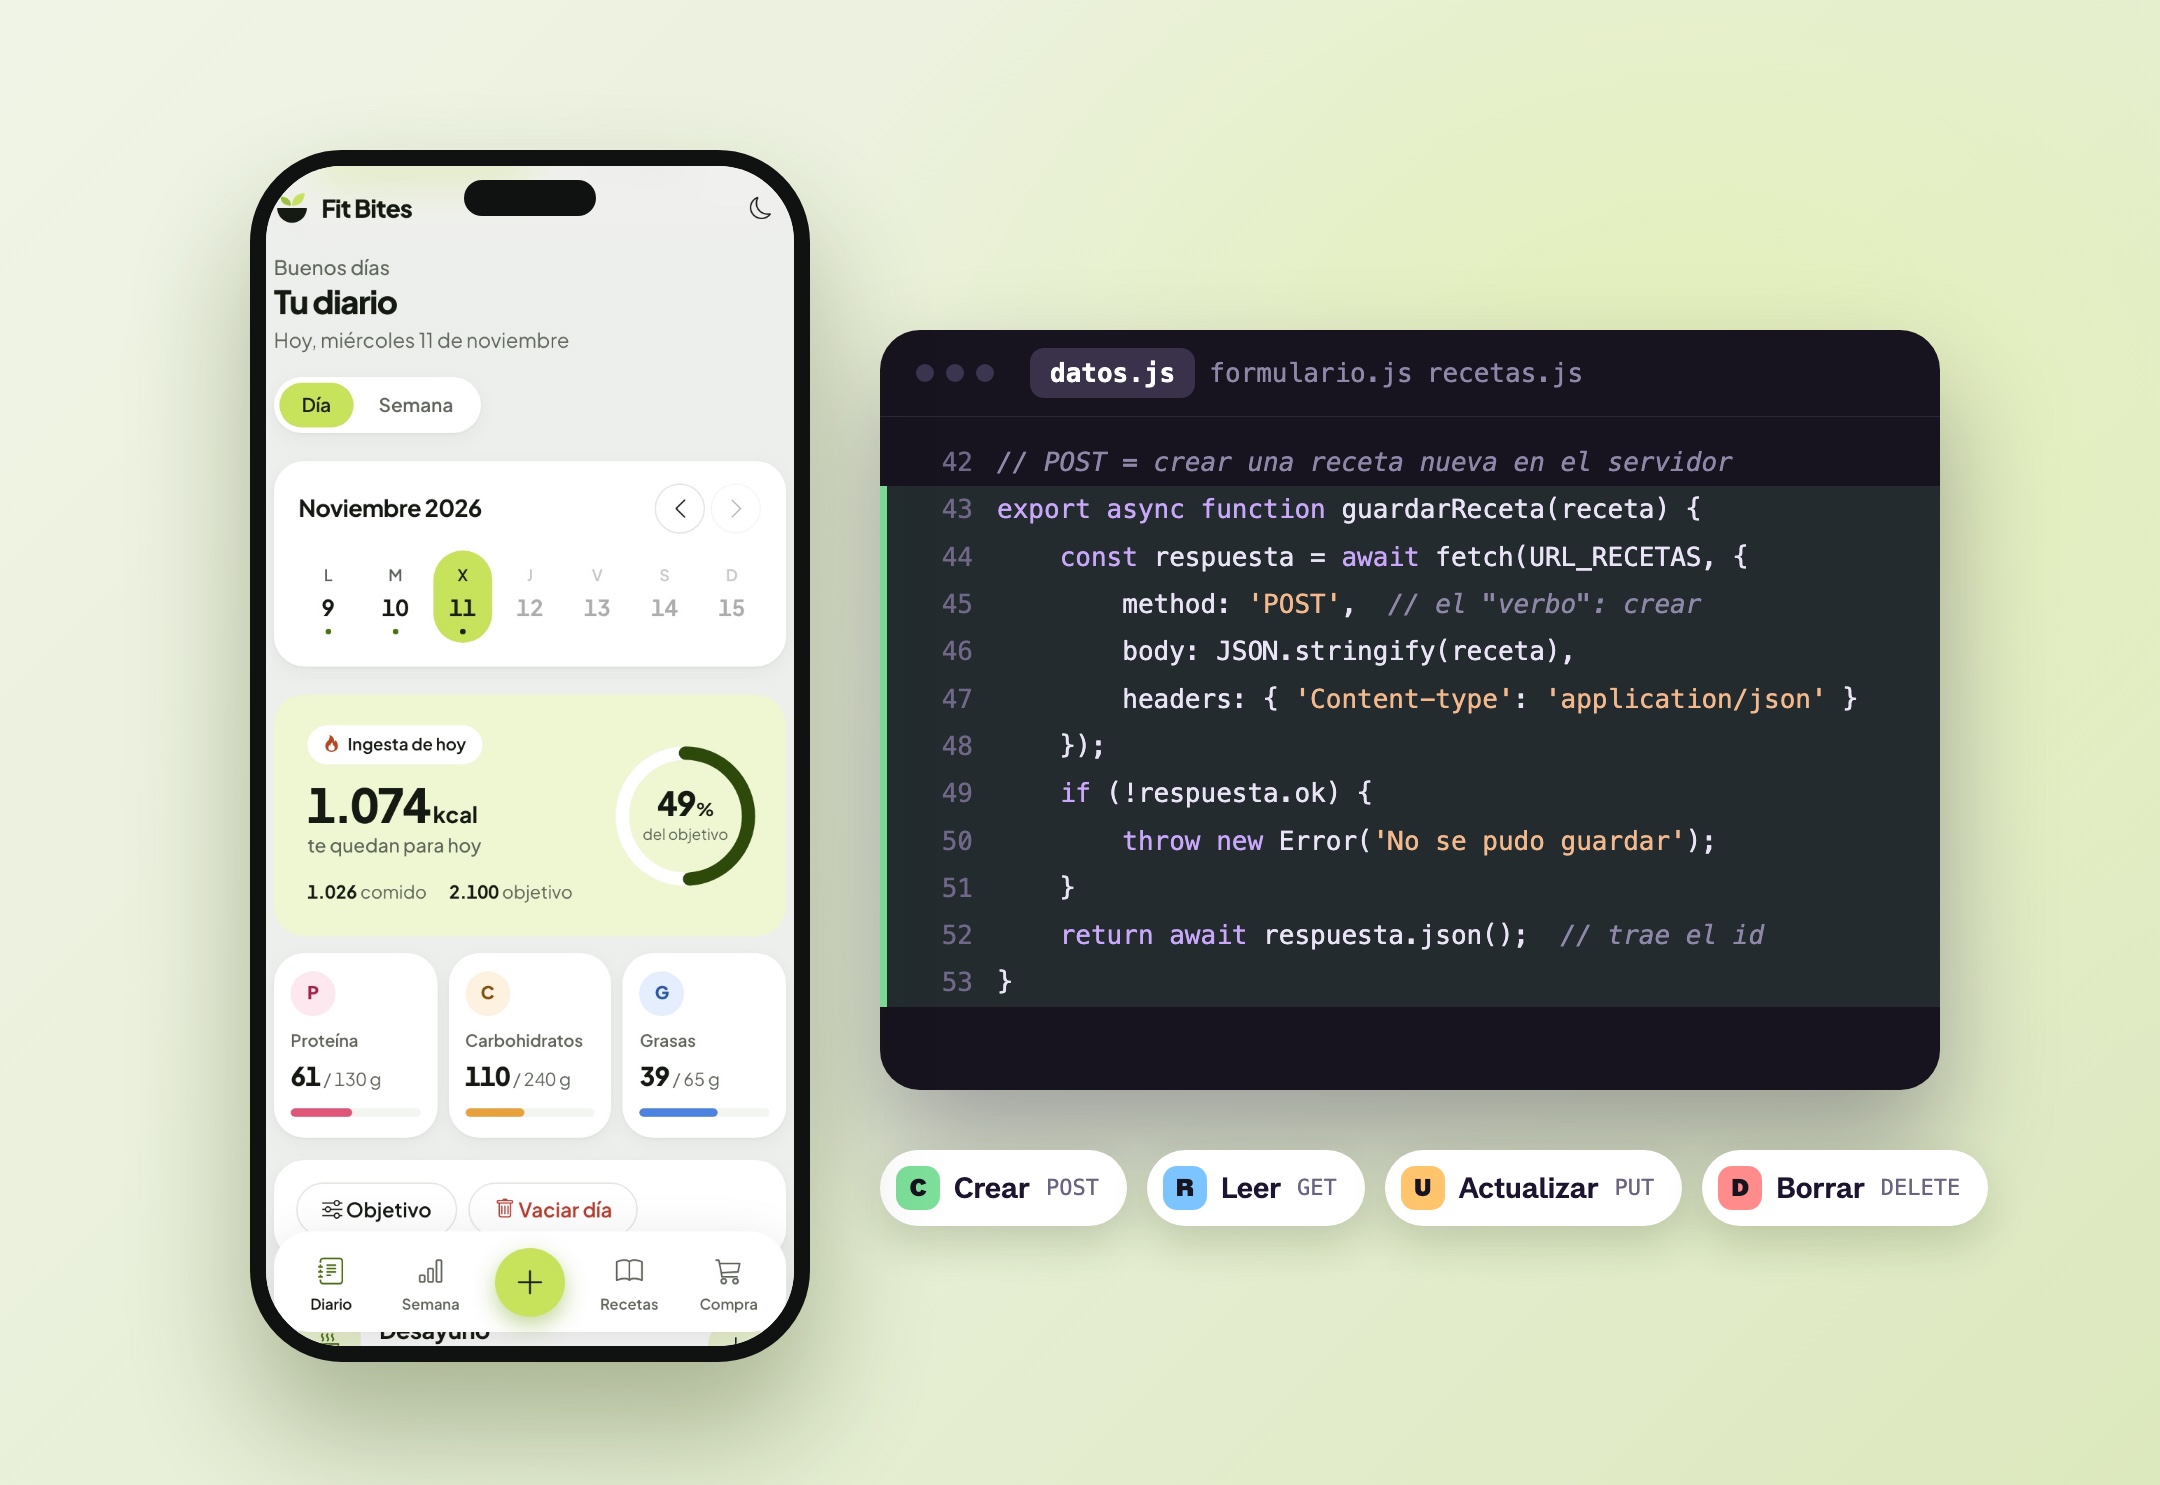 Fit Bites
Buenos días
Tu diario
Hoy, miércoles 11 de noviembre
Día Semana
Noviembre 2026
L M X J V S D
9 10 11 12 13 14 15
Ingesta de hoy
1.074 kcal
te quedan para hoy
1.026 comido 2.100 objetivo
49%
del objetivo
P
Proteína
61 / 130 g
C
Carbohidratos
110 / 240 g
G
Grasas
39 / 65 g
Objetivo Vaciar día
Diario Semana Recetas Compra
Desayuno
datos.js formulario.js recetas.js
42 // POST = crear una receta nueva en el servidor
43 export async function guardarReceta(receta) {
44 const respuesta = await fetch(URL_RECETAS, {
45 method: 'POST', // el "verbo": crear
46 body: JSON.stringify(receta),
47 headers: { 'Content-type': 'application/json' }
48 });
49 if (!respuesta.ok) {
50 throw new Error('No se pudo guardar');
51 }
52 return await respuesta.json(); // trae el id
53 }
C Crear POST R Leer GET U Actualizar PUT D Borrar DELETE